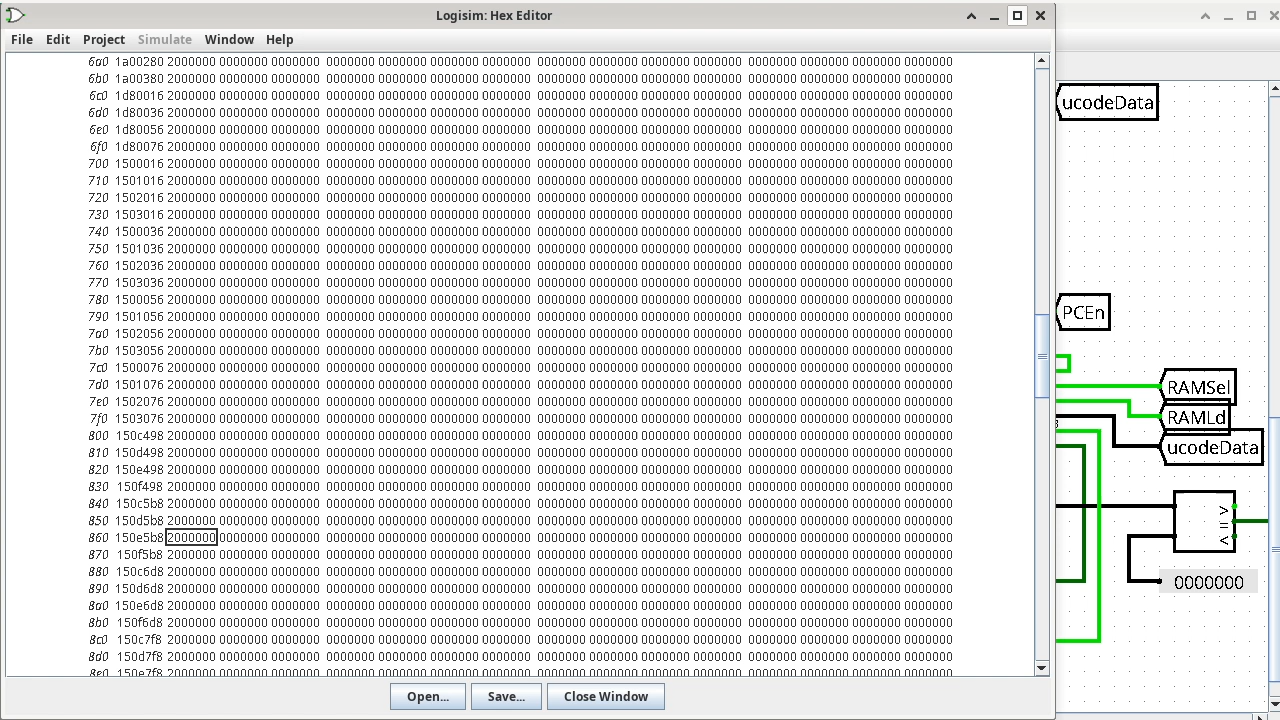 Logisim: Hex Editor
File Edit Project Simulate Window Help
6a0 1a00280 2000000 0000000 0000000 0000000 0000000 0000000 0000000 0000000 0000000 0000000 0000000 0000000 0000000 0000000 0000000
6b0 1a00380 2000000 0000000 0000000 0000000 0000000 0000000 0000000 0000000 0000000 0000000 0000000 0000000 0000000 0000000 0000000
6c0 1d80016 2000000 0000000 0000000 0000000 0000000 0000000 0000000 0000000 0000000 0000000 0000000 0000000 0000000 0000000 0000000
6d0 1d80036 2000000 0000000 0000000 0000000 0000000 0000000 0000000 0000000 0000000 0000000 0000000 0000000 0000000 0000000 0000000
6e0 1d80056 2000000 0000000 0000000 0000000 0000000 0000000 0000000 0000000 0000000 0000000 0000000 0000000 0000000 0000000 0000000
6f0 1d80076 2000000 0000000 0000000 0000000 0000000 0000000 0000000 0000000 0000000 0000000 0000000 0000000 0000000 0000000 0000000
700 1500016 2000000 0000000 0000000 0000000 0000000 0000000 0000000 0000000 0000000 0000000 0000000 0000000 0000000 0000000 0000000
710 1501016 2000000 0000000 0000000 0000000 0000000 0000000 0000000 0000000 0000000 0000000 0000000 0000000 0000000 0000000 0000000
720 1502016 2000000 0000000 0000000 0000000 0000000 0000000 0000000 0000000 0000000 0000000 0000000 0000000 0000000 0000000 0000000
730 1503016 2000000 0000000 0000000 0000000 0000000 0000000 0000000 0000000 0000000 0000000 0000000 0000000 0000000 0000000 0000000
740 1500036 2000000 0000000 0000000 0000000 0000000 0000000 0000000 0000000 0000000 0000000 0000000 0000000 0000000 0000000 0000000
750 1501036 2000000 0000000 0000000 0000000 0000000 0000000 0000000 0000000 0000000 0000000 0000000 0000000 0000000 0000000 0000000
760 1502036 2000000 0000000 0000000 0000000 0000000 0000000 0000000 0000000 0000000 0000000 0000000 0000000 0000000 0000000 0000000
770 1503036 2000000 0000000 0000000 0000000 0000000 0000000 0000000 0000000 0000000 0000000 0000000 0000000 0000000 0000000 0000000
780 1500056 2000000 0000000 0000000 0000000 0000000 0000000 0000000 0000000 0000000 0000000 0000000 0000000 0000000 0000000 0000000
790 1501056 2000000 0000000 0000000 0000000 0000000 0000000 0000000 0000000 0000000 0000000 0000000 0000000 0000000 0000000 0000000
7a0 1502056 2000000 0000000 0000000 0000000 0000000 0000000 0000000 0000000 0000000 0000000 0000000 0000000 0000000 0000000 0000000
7b0 1503056 2000000 0000000 0000000 0000000 0000000 0000000 0000000 0000000 0000000 0000000 0000000 0000000 0000000 0000000 0000000
7c0 1500076 2000000 0000000 0000000 0000000 0000000 0000000 0000000 0000000 0000000 0000000 0000000 0000000 0000000 0000000 0000000
7d0 1501076 2000000 0000000 0000000 0000000 0000000 0000000 0000000 0000000 0000000 0000000 0000000 0000000 0000000 0000000 0000000
7e0 1502076 2000000 0000000 0000000 0000000 0000000 0000000 0000000 0000000 0000000 0000000 0000000 0000000 0000000 0000000 0000000
7f0 1503076 2000000 0000000 0000000 0000000 0000000 0000000 0000000 0000000 0000000 0000000 0000000 0000000 0000000 0000000 0000000
800 150c498 2000000 0000000 0000000 0000000 0000000 0000000 0000000 0000000 0000000 0000000 0000000 0000000 0000000 0000000 0000000
810 150d498 2000000 0000000 0000000 0000000 0000000 0000000 0000000 0000000 0000000 0000000 0000000 0000000 0000000 0000000 0000000
820 150e498 2000000 0000000 0000000 0000000 0000000 0000000 0000000 0000000 0000000 0000000 0000000 0000000 0000000 0000000 0000000
830 150f498 2000000 0000000 0000000 0000000 0000000 0000000 0000000 0000000 0000000 0000000 0000000 0000000 0000000 0000000 0000000
840 150c5b8 2000000 0000000 0000000 0000000 0000000 0000000 0000000 0000000 0000000 0000000 0000000 0000000 0000000 0000000 0000000
850 150d5b8 2000000 0000000 0000000 0000000 0000000 0000000 0000000 0000000 0000000 0000000 0000000 0000000 0000000 0000000 0000000
860 150e5b8 2000000 0000000 0000000 0000000 0000000 0000000 0000000 0000000 0000000 0000000 0000000 0000000 0000000 0000000 0000000
870 150f5b8 2000000 0000000 0000000 0000000 0000000 0000000 0000000 0000000 0000000 0000000 0000000 0000000 0000000 0000000 0000000
880 150c6d8 2000000 0000000 0000000 0000000 0000000 0000000 0000000 0000000 0000000 0000000 0000000 0000000 0000000 0000000 0000000
890 150d6d8 2000000 0000000 0000000 0000000 0000000 0000000 0000000 0000000 0000000 0000000 0000000 0000000 0000000 0000000 0000000
8a0 150e6d8 2000000 0000000 0000000 0000000 0000000 0000000 0000000 0000000 0000000 0000000 0000000 0000000 0000000 0000000 0000000
8b0 150f6d8 2000000 0000000 0000000 0000000 0000000 0000000 0000000 0000000 0000000 0000000 0000000 0000000 0000000 0000000 0000000
8c0 150c7f8 2000000 0000000 0000000 0000000 0000000 0000000 0000000 0000000 0000000 0000000 0000000 0000000 0000000 0000000 0000000
8d0 150d7f8 2000000 0000000 0000000 0000000 0000000 0000000 0000000 0000000 0000000 0000000 0000000 0000000 0000000 0000000 0000000
8e0 150e7f8 2000000 0000000 0000000 0000000 0000000 0000000 0000000 0000000 0000000 0000000 0000000 0000000 0000000 0000000 0000000
Open... Save... Close Window
ucodeData
PCEn
RAMSel
RAMLd
ucodeData
>
=
<
0000000